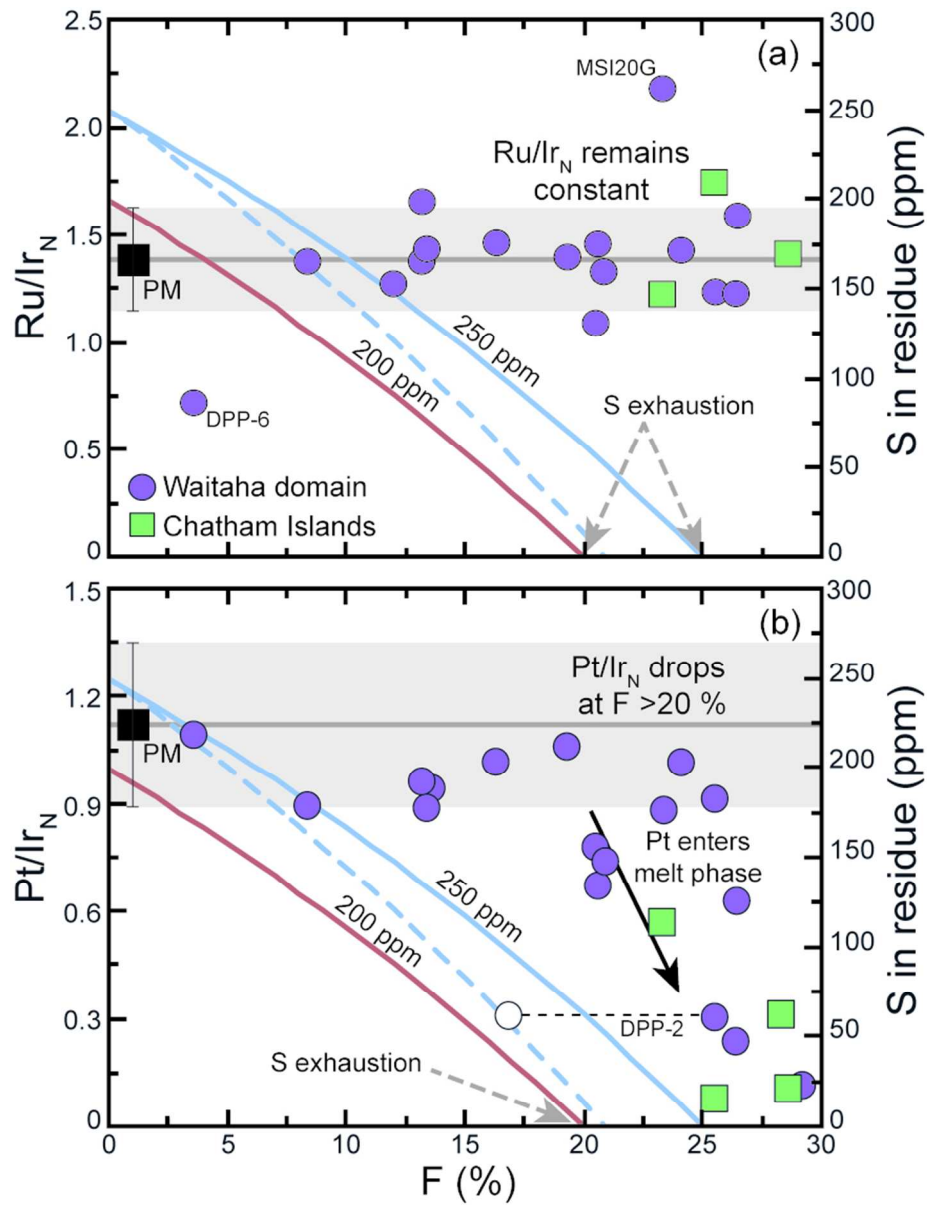 (a)
2.5
2.0
1.5
1.0
0.5
0
Ru/Ir_N
300
250
200
150
100
50
0
S in residue (ppm)
MSI20G
Ru/Ir_N remains
constant
PM
250 ppm
200 ppm
DPP-6
S exhaustion
Waitaha domain
Chatham Islands
(b)
1.5
1.2
0.9
0.6
0.3
0
Pt/Ir_N
300
250
200
150
100
50
0
S in residue (ppm)
Pt/Ir_N drops
at F >20 %
PM
Pt enters
melt phase
250 ppm
200 ppm
DPP-2
S exhaustion
0 5 10 15 20 25 30
F (%)